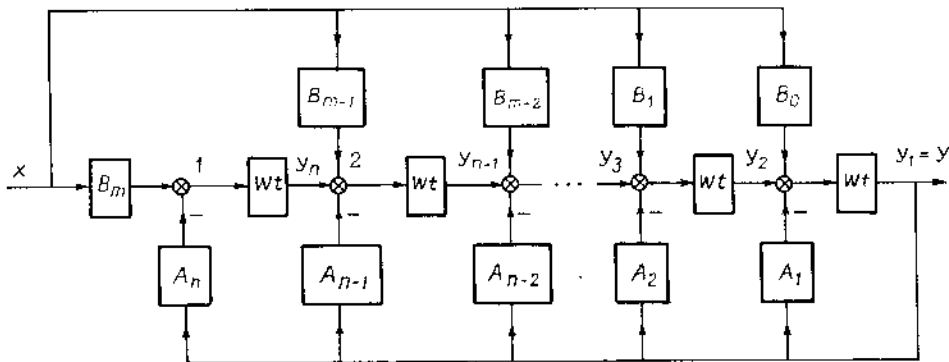 B_{m-1} B_{m-2} B_1 B_0
x 1 y_n 2 y_{n-1} y_3 y_2 y_1 = y
B_m Wt Wt ... Wt Wt
− − − − −
A_n A_{n-1} A_{n-2} A_2 A_1